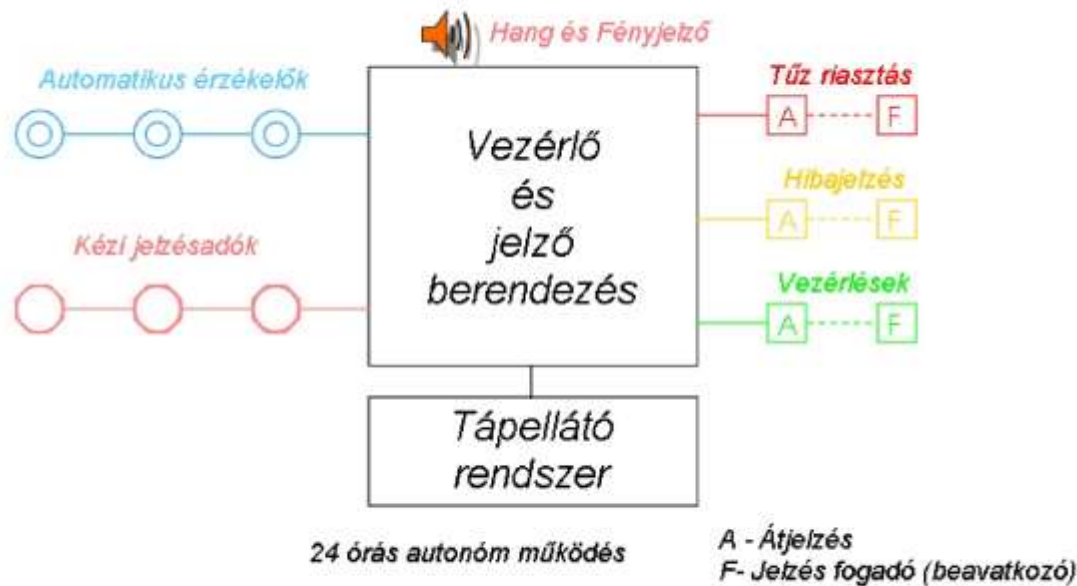 Hang és Fényjelző
Automatikus érzékelők
Tűz riasztás
A
F
Vezérlő
és
jelző
berendezés
Hibajelzés
A
F
Kézi jelzésadók
Vezérlések
A
F
Tápellátó
rendszer
24 órás autonóm működés
A - Átjelzés
F- Jelzés fogadó (beavatkozó)